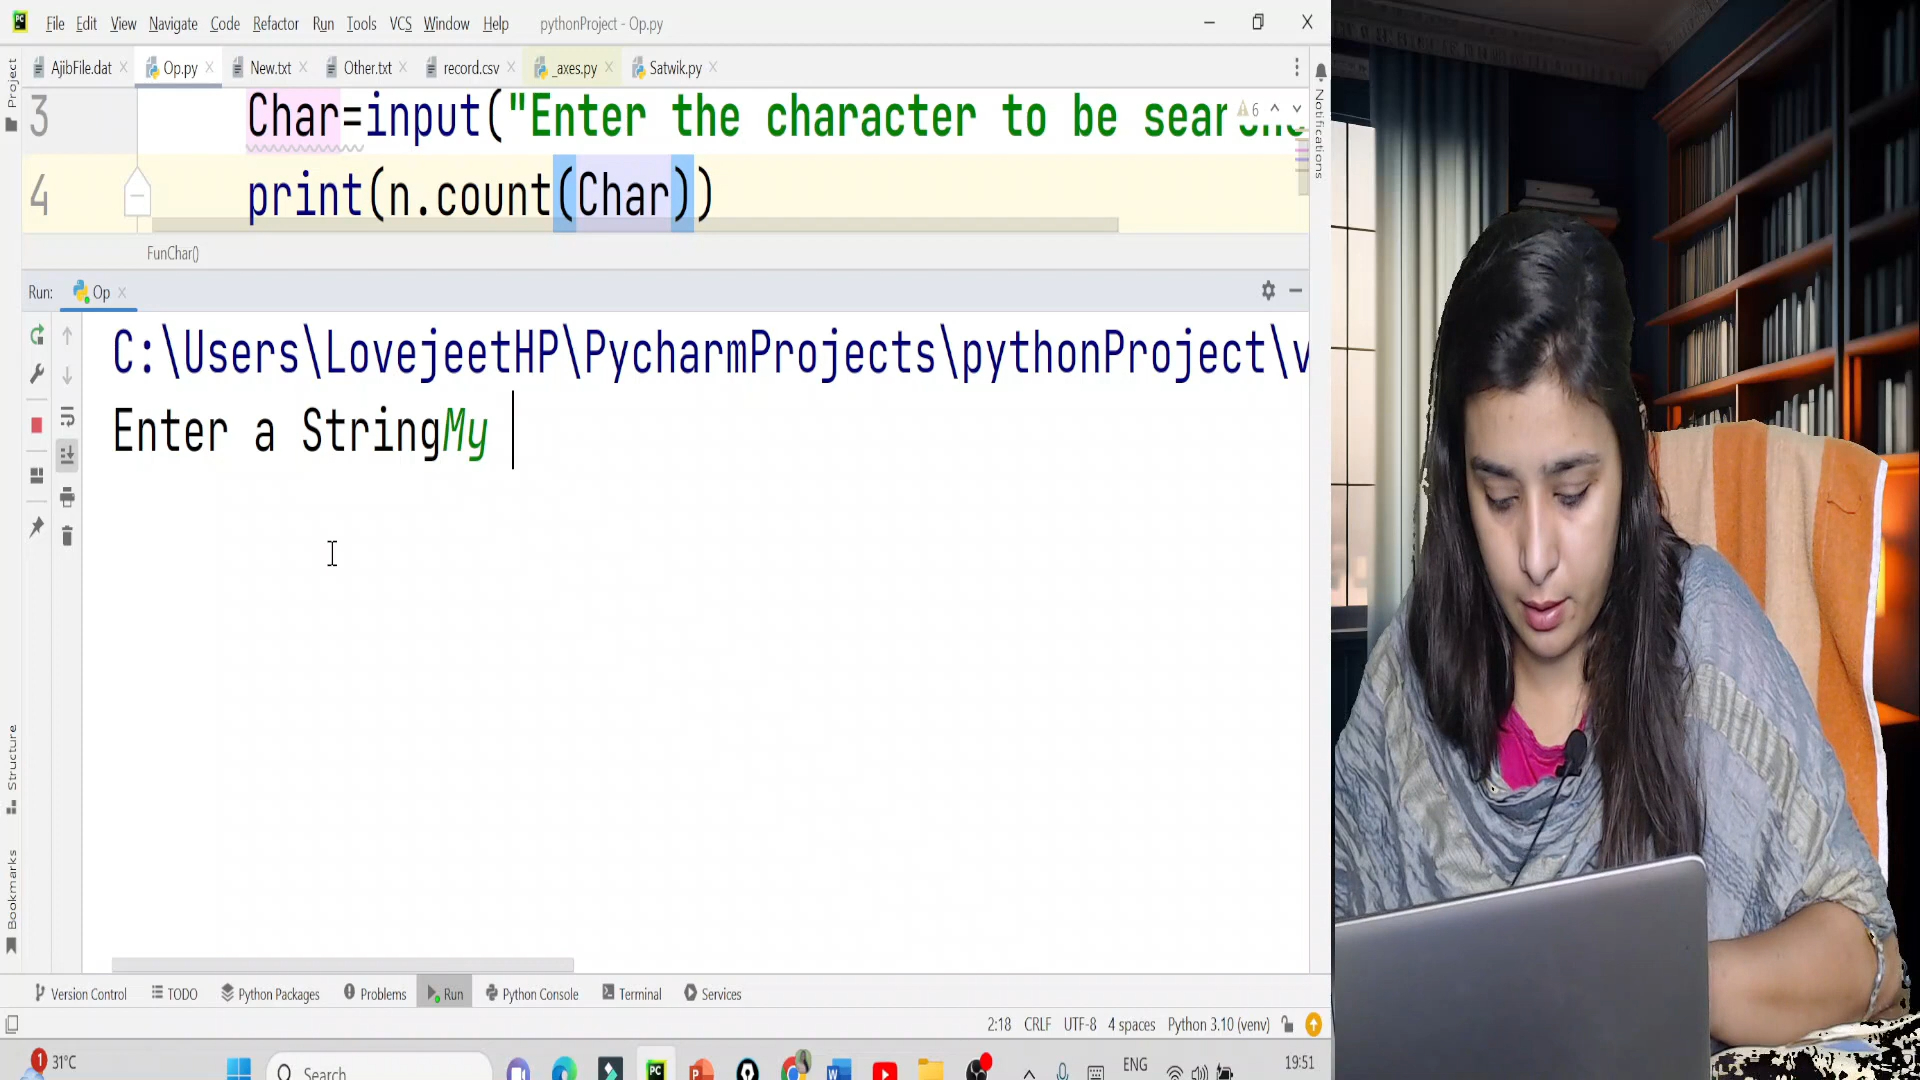 File Edit View Navigate Code Refactor Run Tools VCS Window Help pythonProject - Op.py
Project
AjibFile.dat Op.py New.txt Other.txt record.csv _axes.py Satwik.py
Notifications
3 Char=input("Enter the character to be sear 6
4 print(n.count(Char))
FunChar()
Run: Op
C:\Users\LovejeetHP\PycharmProjects\pythonProject\v
Enter a StringMy
Structure
Bookmarks
Version Control TODO Python Packages Problems Run Python Console Terminal Services
2:18 CRLF UTF-8 4 spaces Python 3.10 (venv)
1 31°C Search ENG 19:51